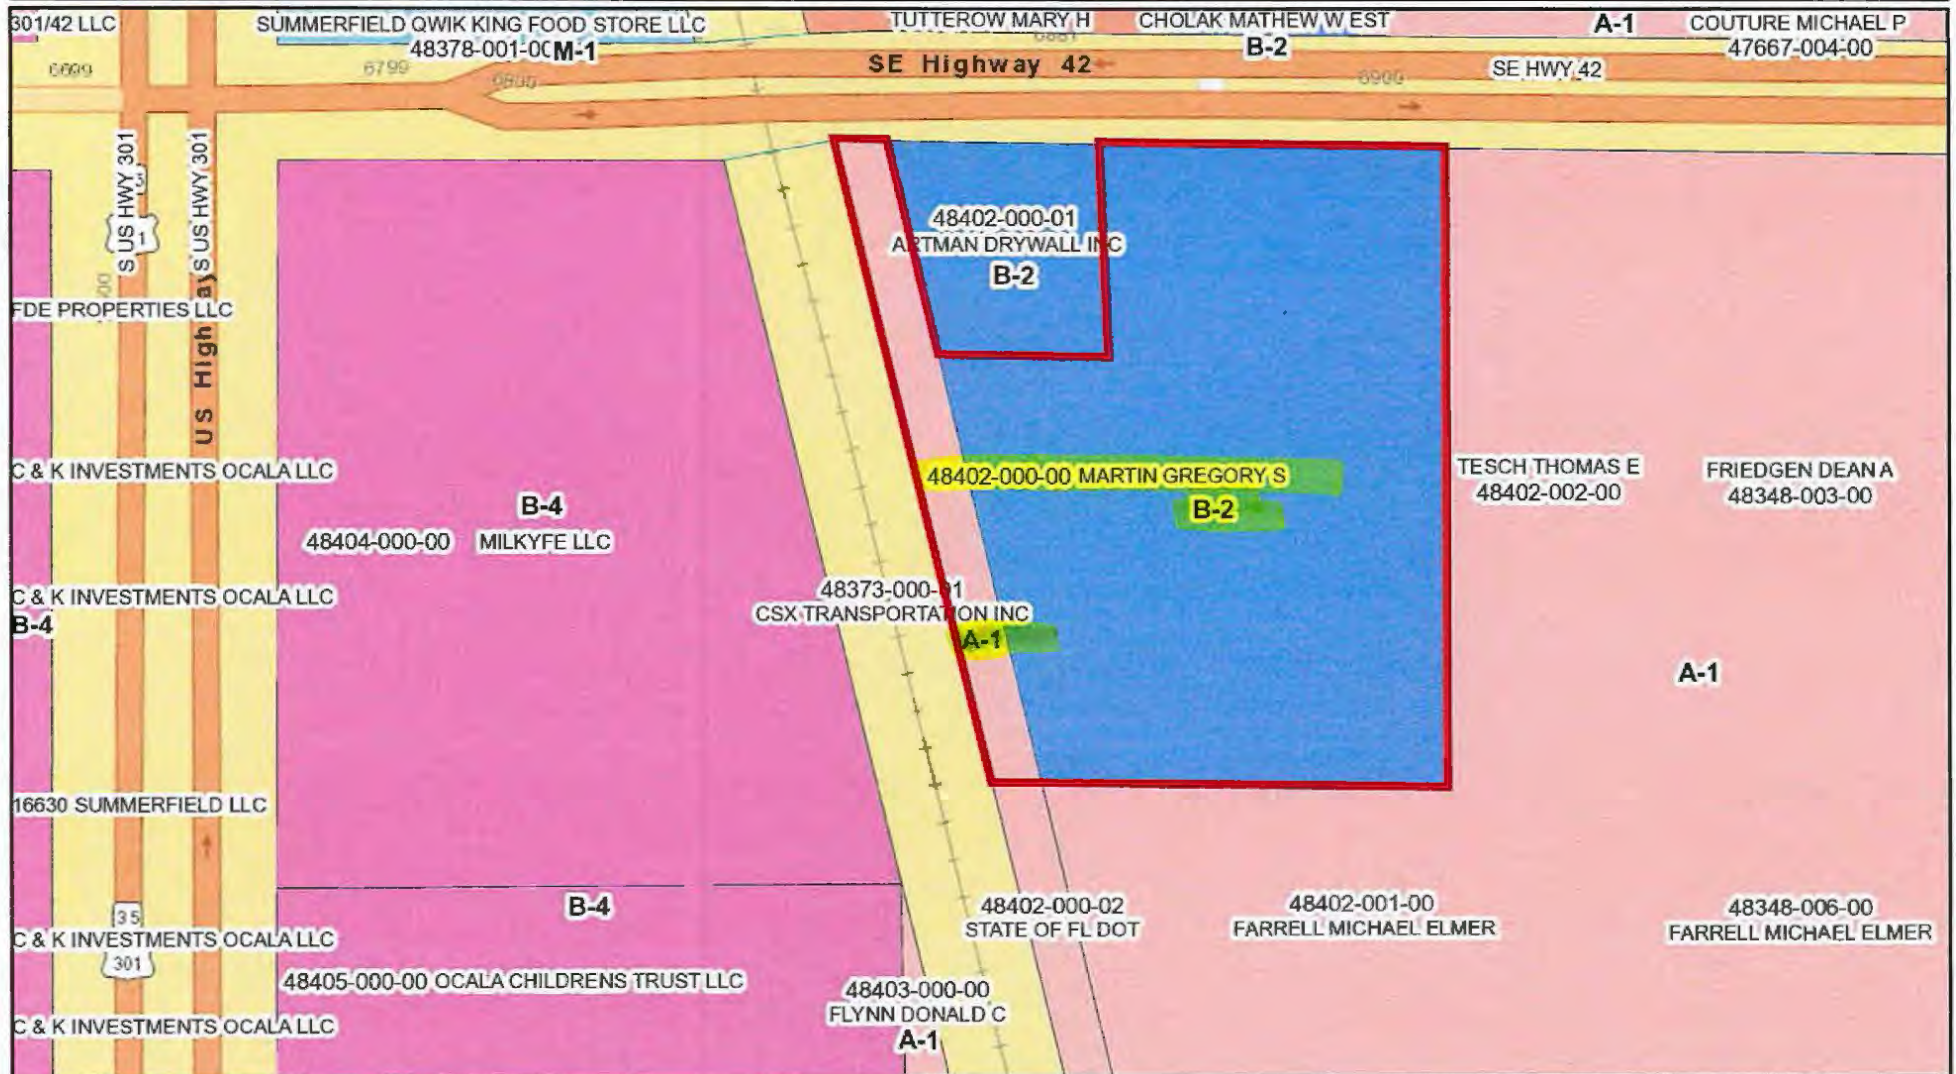 301/42 LLC
SUMMERFIELD QWIK KING FOOD STORE LLC
48378-001-00
M-1
TUTTEROW MARY H
CHOLAK MATHEW W EST
B-2
A-1
COUTURE MICHAEL P
47667-004-00
6699
6799
6800
SE Highway 42
6900
SE HWY 42
S US HWY 301
S US HWY 301
US Highway
FDE PROPERTIES LLC
48402-000-01
ARTMAN DRYWALL INC
B-2
C & K INVESTMENTS OCALA LLC
B-4
48404-000-00 MILKYFE LLC
48402-000-00 MARTIN GREGORY S
B-2
TESCH THOMAS E
48402-002-00
FRIEDGEN DEAN A
48348-003-00
C & K INVESTMENTS OCALA LLC
B-4
48373-000-01
CSX TRANSPORTATION INC
A-1
A-1
16630 SUMMERFIELD LLC
B-4
35
301
C & K INVESTMENTS OCALA LLC
48402-000-02
STATE OF FL DOT
48402-001-00
FARRELL MICHAEL ELMER
48348-006-00
FARRELL MICHAEL ELMER
48405-000-00 OCALA CHILDRENS TRUST LLC
48403-000-00
FLYNN DONALD C
A-1
C & K INVESTMENTS OCALA LLC